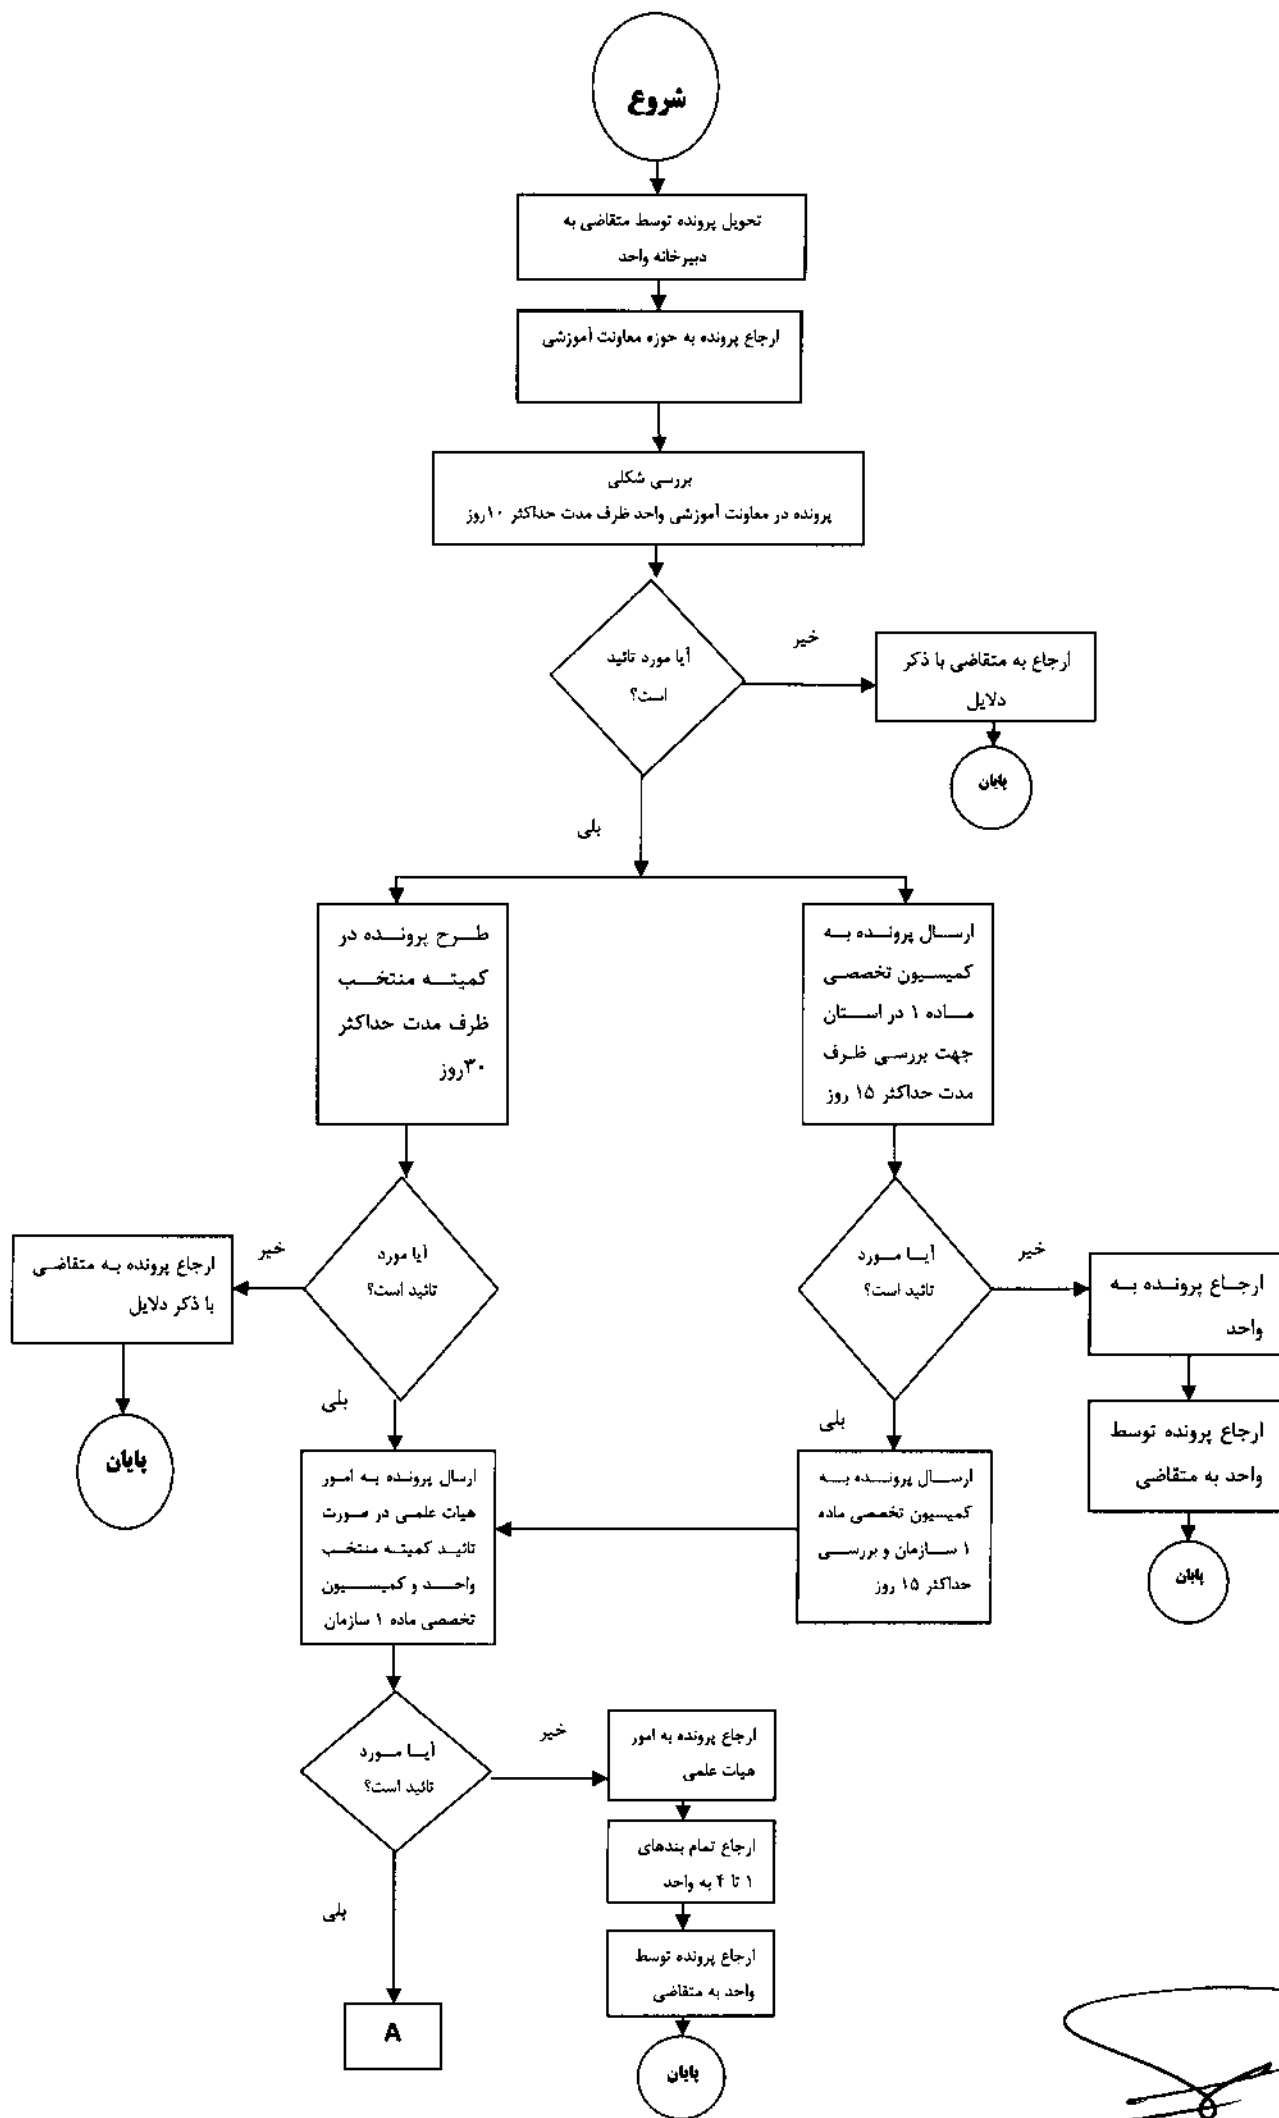 شروع
تحویل پرونده توسط متقاضی به
دبیرخانه واحد
ارجاع پرونده به حوزه معاونت آموزشی
بررسی شکلی
پرونده در معاونت آموزشی واحد ظرف مدت حداکثر ۱۰روز
آیا مورد تائید
است؟
خیر
ارجاع به متقاضی با ذکر
دلایل
پایان
بلی
ارسال پرونده به
کمیسیون تخصصی
ماده ۱ در استان
جهت بررسی ظرف
مدت حداکثر ۱۵ روز
طرح پرونده در
کمیته منتخب
ظرف مدت حداکثر
۳۰روز
آیا مورد
تائید است؟
خیر
ارجاع پرونده به
واحد
ارجاع پرونده توسط
واحد به متقاضی
پایان
بلی
ارسال پرونده به
کمیسیون تخصصی ماده
۱ سازمان و بررسی
حداکثر ۱۵ روز
آیا مورد
تائید است؟
خیر
ارجاع پرونده به متقاضی
با ذکر دلایل
پایان
بلی
ارسال پرونده به امور
هیات علمی در صورت
تائید کمیته منتخب
واحد و کمیسیون
تخصصی ماده ۱ سازمان
آیا مورد
تائید است؟
خیر
ارجاع پرونده به امور
هیات علمی
ارجاع تمام بندهای
۱ تا ۴ به واحد
ارجاع پرونده توسط
واحد به متقاضی
پایان
بلی
A